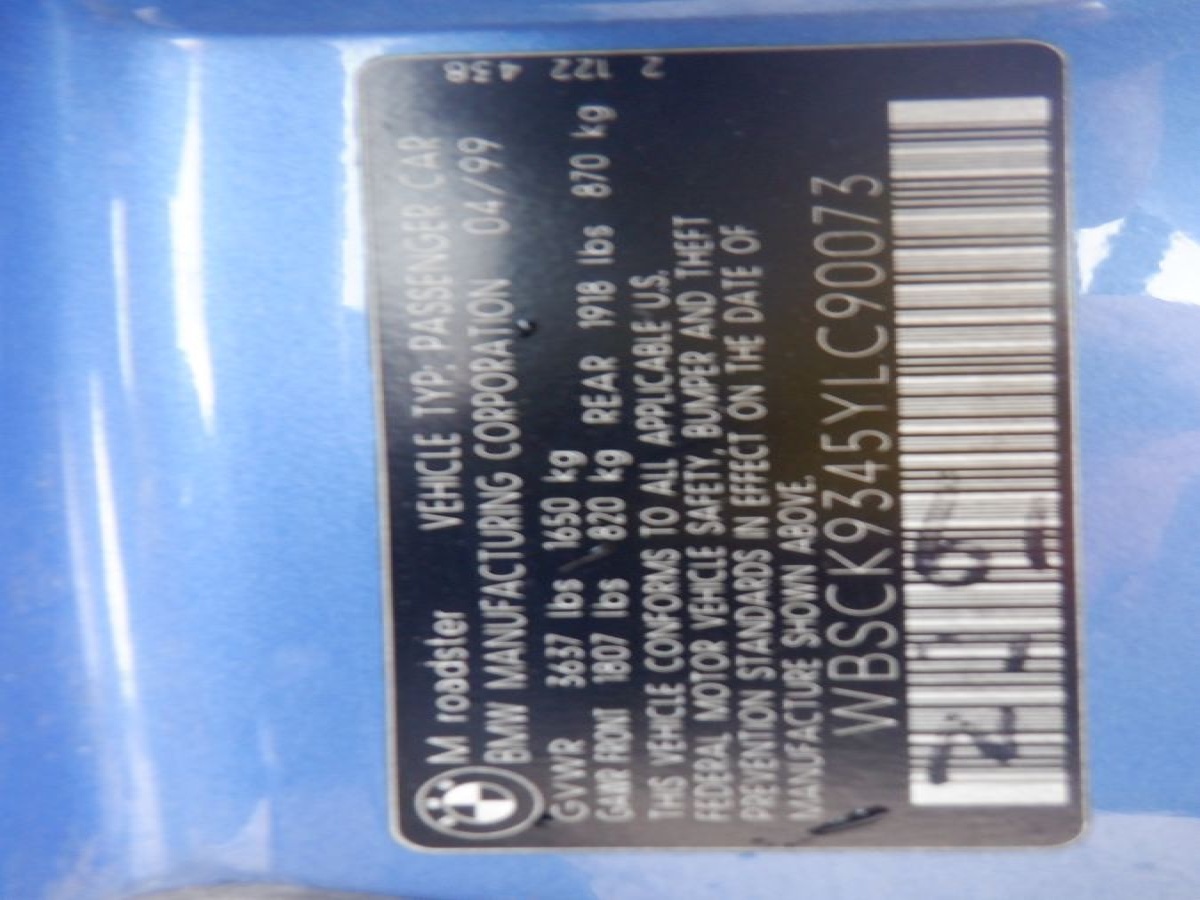 M roadster VEHICLE TYP: PASSENGER CAR
BMW MANUFACTURING CORPORATION 04/99
GVWR 3637 lbs 1650 kg
GAWR FRONT 1807 lbs 820 kg REAR 1918 lbs 870 kg
THIS VEHICLE CONFORMS TO ALL APPLICABLE U.S.
FEDERAL MOTOR VEHICLE SAFETY, BUMPER AND THEFT
PREVENTION STANDARDS IN EFFECT ON THE DATE OF
MANUFACTURE SHOWN ABOVE.
WBSCK9345YLC90073
438
122
2